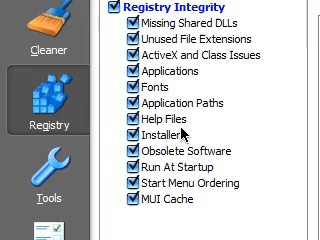 Registry Integrity
Missing Shared DLLs
Cleaner
Unused File Extensions
ActiveX and Class Issues
Applications
Fonts
Application Paths
Registry
Help Files
Installer
Obsolete Software
Run At Startup
Tools
Start Menu Ordering
MUI Cache